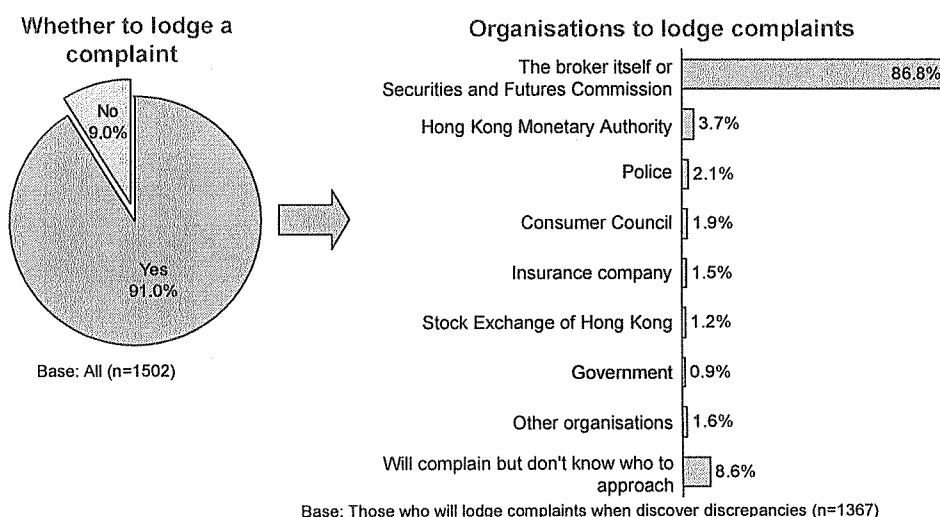 Whether to lodge a
complaint
No
9.0%
Yes
91.0%
Base: All (n=1502)
Organisations to lodge complaints
The broker itself or
Securities and Futures Commission
86.8%
Hong Kong Monetary Authority
3.7%
Police
2.1%
Consumer Council
1.9%
Insurance company
1.5%
Stock Exchange of Hong Kong
1.2%
Government
0.9%
Other organisations
1.6%
Will complain but don't know who to
approach
8.6%
Base: Those who will lodge complaints when discover discrepancies (n=1367)